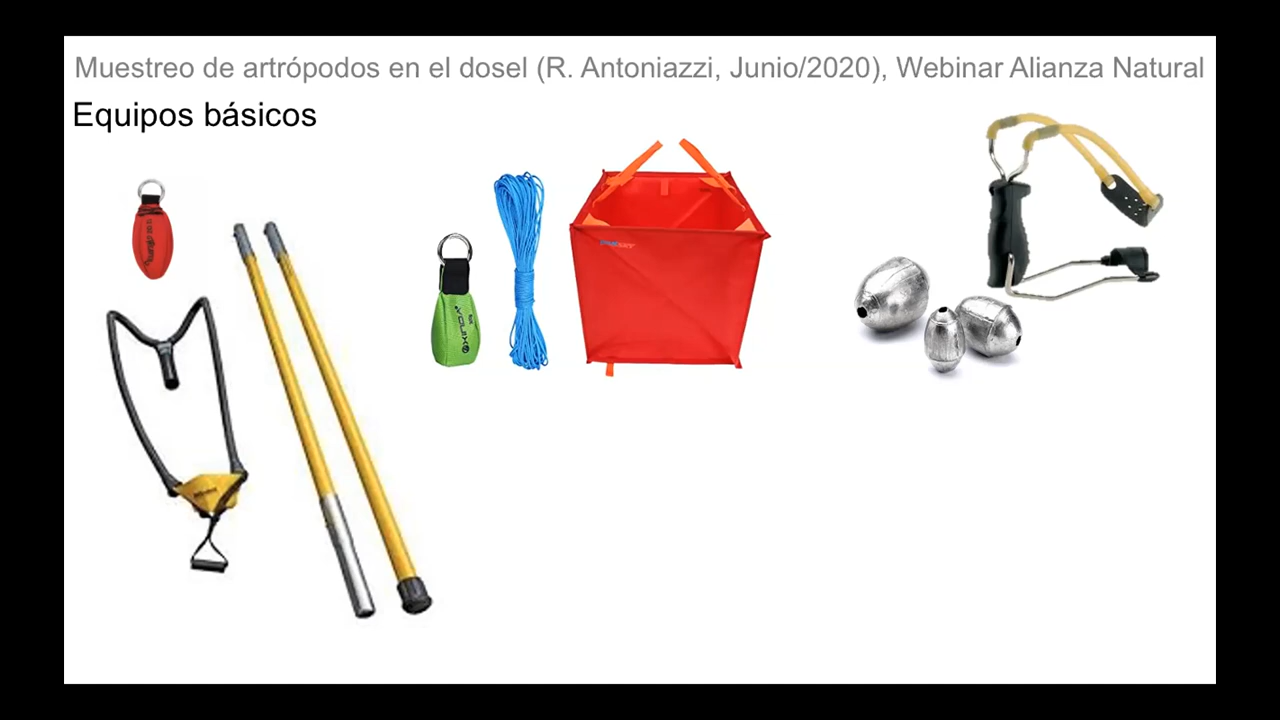 Muestreo de artrópodos en el dosel (R. Antoniazzi, Junio/2020), Webinar Alianza Natural
Equipos básicos